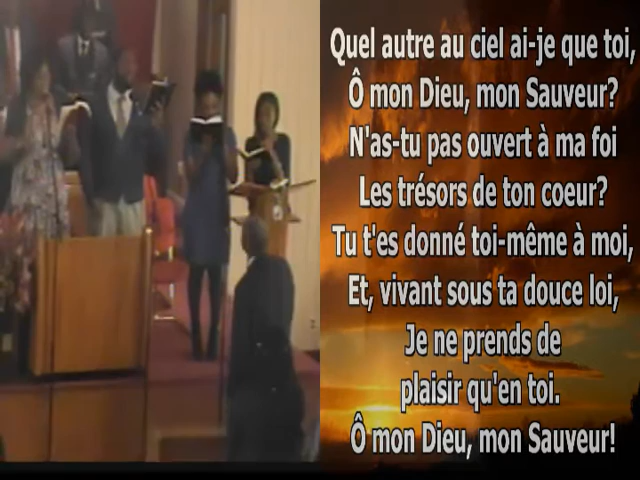 Quel autre au ciel ai-je que toi,
Ô mon Dieu, mon Sauveur?
N'as-tu pas ouvert à ma foi
Les trésors de ton coeur?
Tu t'es donné toi-même à moi,
Et, vivant sous ta douce loi,
Je ne prends de
plaisir qu'en toi.
Ô mon Dieu, mon Sauveur!